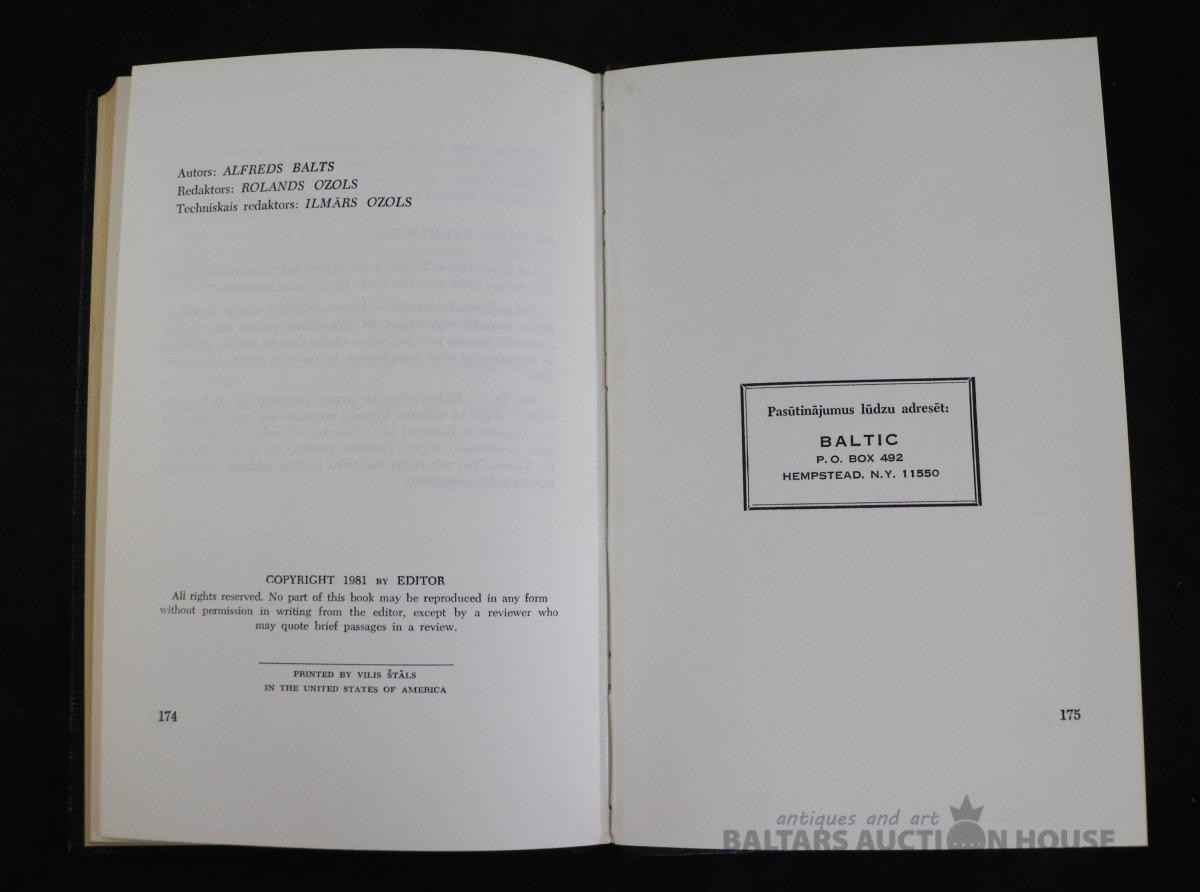 Autors: ALFREDS BALTS
Redaktors: ROLANDS OZOLS
Techniskais redaktors: ILMĀRS OZOLS
COPYRIGHT 1981 BY EDITOR
All rights reserved. No part of this book may be reproduced in any form
without permission in writing from the editor, except by a reviewer who
may quote brief passages in a review.
PRINTED BY VILIS ŠTĀLS
IN THE UNITED STATES OF AMERICA
174
Pasūtinājumus lūdzu adresēt:
BALTIC
P. O. BOX 492
HEMPSTEAD, N.Y. 11550
175
antiques and art
BALTARS AUCTION HOUSE